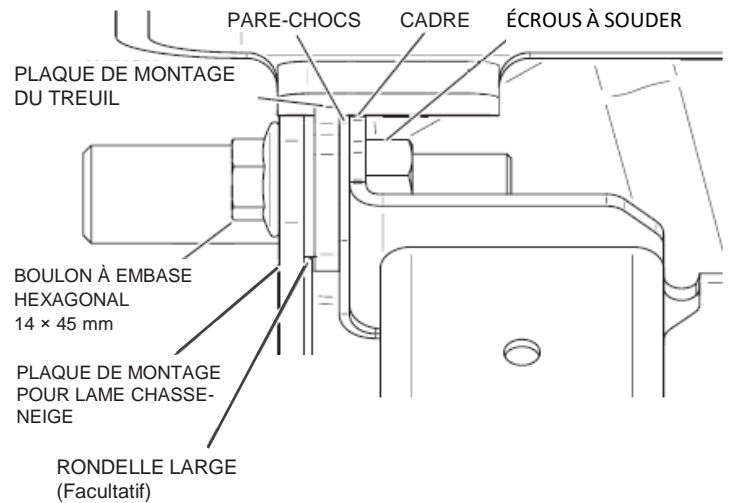 PARE-CHOCS
CADRE
ÉCROUS À SOUDER
PLAQUE DE MONTAGE
DU TREUIL
BOULON À EMBASE
HEXAGONAL
14 × 45 mm
PLAQUE DE MONTAGE
POUR LAME CHASSE-
NEIGE
RONDELLE LARGE
(Facultatif)